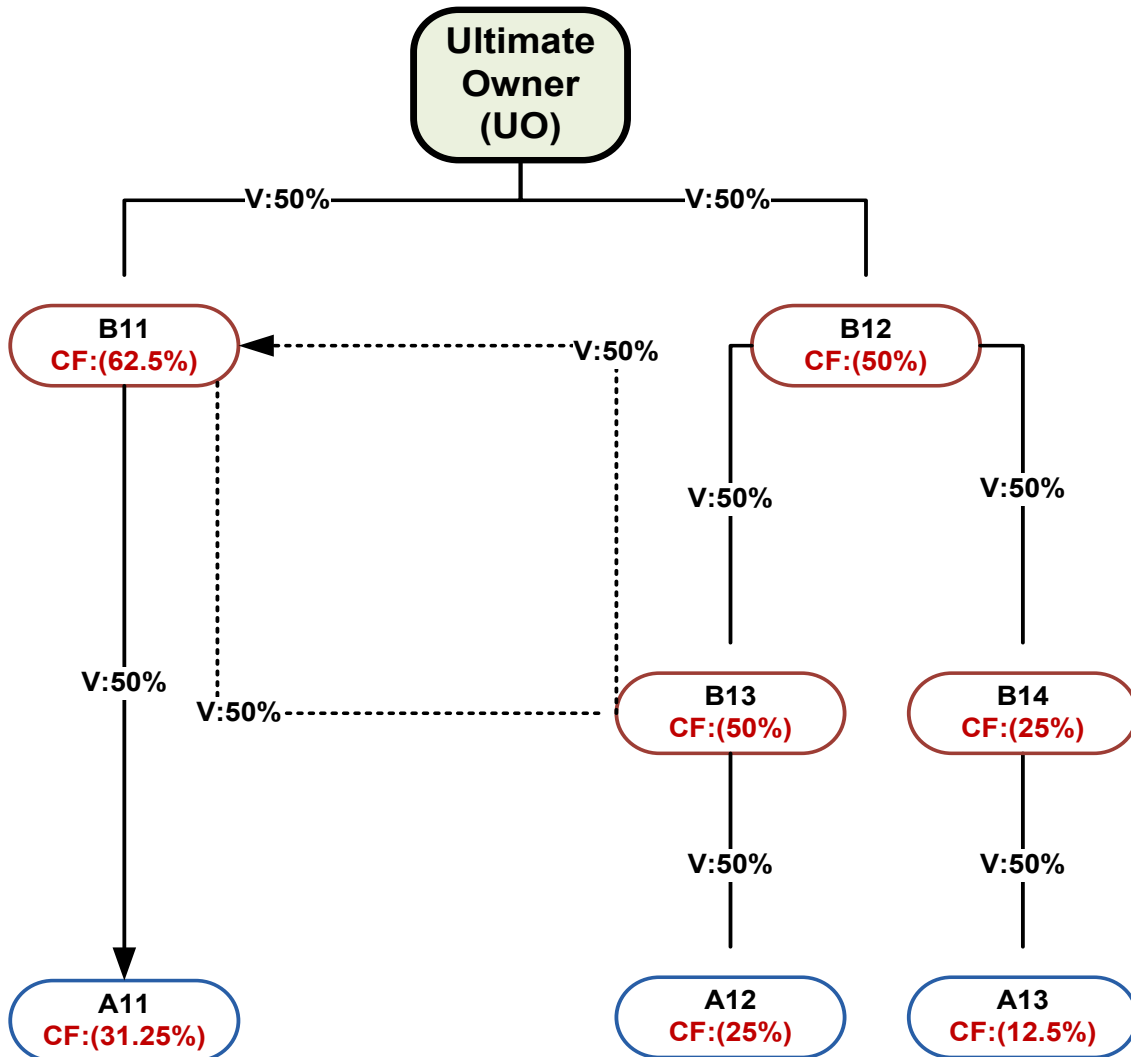 Ultimate
Owner
(UO)
V:50%
V:50%
B11
CF:(62.5%)
V:50%
B12
CF:(50%)
V:50%
V:50%
V:50%
V:50%
B13
CF:(50%)
B14
CF:(25%)
V:50%
V:50%
A11
CF:(31.25%)
A12
CF:(25%)
A13
CF:(12.5%)